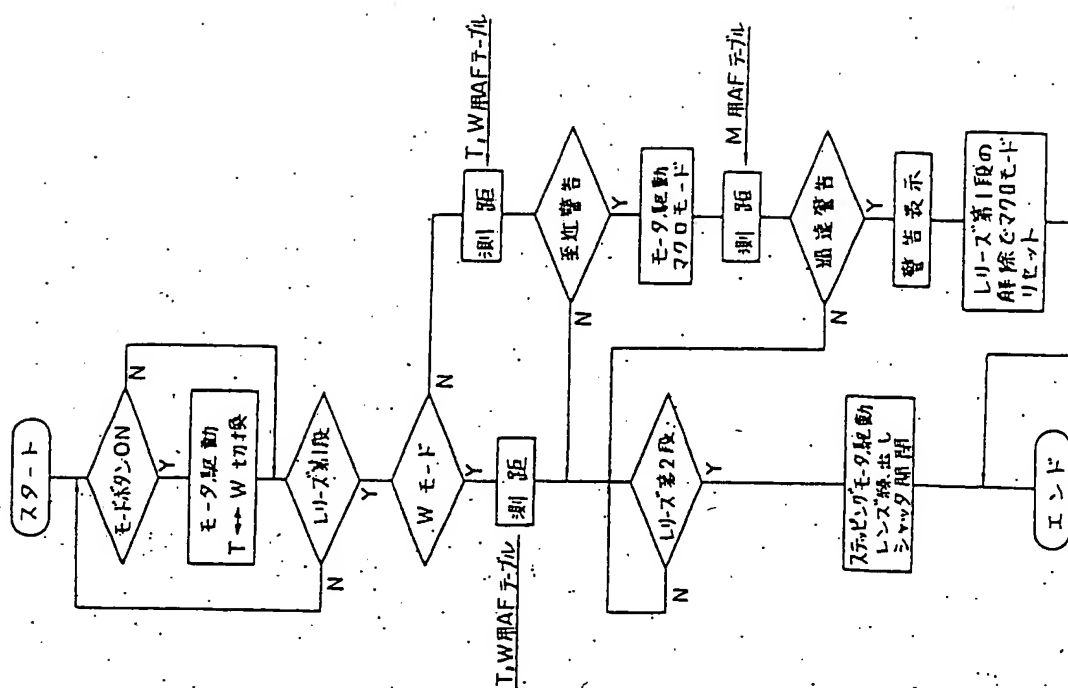 スタート
モードボタンON
N
Y
モータ駆動
T↔W切換
レリーズ第1段
N
Y
Wモード
N
Y
測距
T,W用AFテーブル
測距
T,W用AFテーブル
至近警告
N
Y
モータ駆動
マクロモード
測距
M用AFテーブル
過遠警告
N
Y
警告表示
レリーズ第1段の
解除でマクロモード
リセット
レリーズ第2段
N
Y
ステッピングモータ駆動
レンズ繰出し
シャッタ開閉
エンド